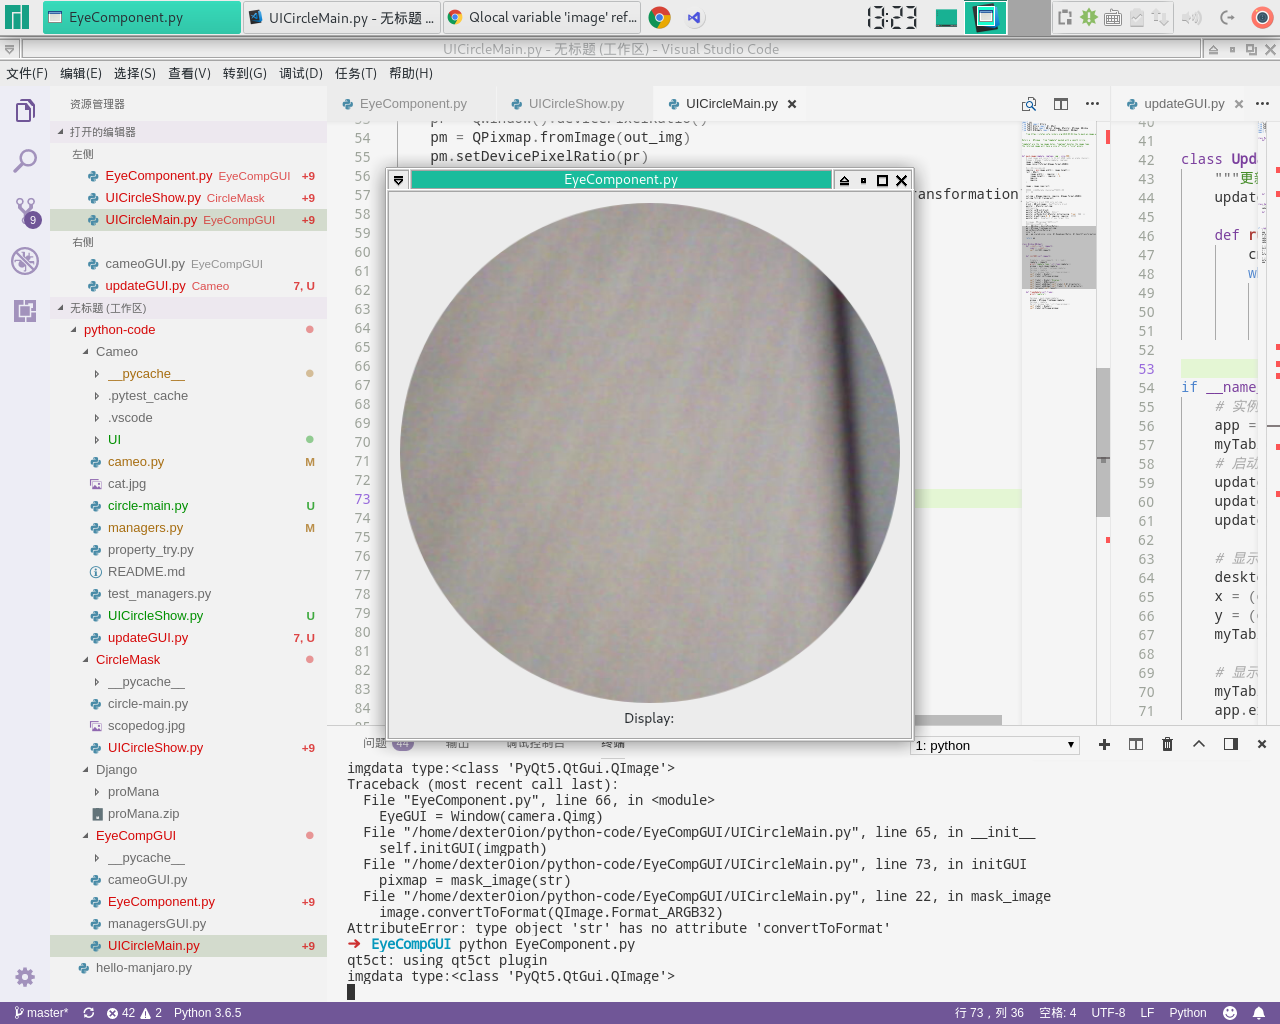 EyeComponent.py
UICircleMain.py - 无标题 ...
Qlocal variable 'image' ref...
13:23
UICircleMain.py - 无标题 (工作区) - Visual Studio Code
文件(F) 编辑(E) 选择(S) 查看(V) 转到(G) 调试(D) 任务(T) 帮助(H)
资源管理器
打开的编辑器
左侧
EyeComponent.py EyeCompGUI +9
UICircleShow.py CircleMask +9
UICircleMain.py EyeCompGUI +9
右侧
cameoGUI.py EyeCompGUI
updateGUI.py Cameo 7, U
9
无标题 (工作区)
python-code
Cameo
__pycache__
.pytest_cache
.vscode
UI
cameo.py M
cat.jpg
circle-main.py U
managers.py M
property_try.py
README.md
test_managers.py
UICircleShow.py U
updateGUI.py 7, U
CircleMask
__pycache__
circle-main.py
scopedog.jpg
UICircleShow.py +9
Django
proMana
proMana.zip
EyeCompGUI
__pycache__
cameoGUI.py
EyeComponent.py +9
managersGUI.py
UICircleMain.py +9
hello-manjaro.py
EyeComponent.py
UICircleShow.py
UICircleMain.py
53 pr = QWindow().devicePixelRatio()
54 pm = QPixmap.fromImage(out_img)
55 pm.setDevicePixelRatio(pr)
56
57 ransformation
58
59
60
61
62
63
64
65
66
67
68
69
70
71
72
73
74
75
76
77
78
79
80
81
82
83
84
EyeComponent.py
Display:
updateGUI.py
40
41
42 class Upda
43 """更新
44 update
45
46 def ru
47
48
49
50
51
52
53
54 if __name_
55 # 实例
56 app =
57 myTab
58 # 启动
59 update
60 update
61 update
62
63 # 显示
64 deskto
65 x = (
66 y = (
67 myTab
68
69 # 显示
70 myTab
71 app.e
问题 44 输出 调试控制台 终端
1: python
imgdata type:<class 'PyQt5.QtGui.QImage'>
Traceback (most recent call last):
File "EyeComponent.py", line 66, in <module>
EyeGUI = Window(camera.Qimg)
File "/home/dexter0ion/python-code/EyeCompGUI/UICircleMain.py", line 65, in __init__
self.initGUI(imgpath)
File "/home/dexter0ion/python-code/EyeCompGUI/UICircleMain.py", line 73, in initGUI
pixmap = mask_image(str)
File "/home/dexter0ion/python-code/EyeCompGUI/UICircleMain.py", line 22, in mask_image
image.convertToFormat(QImage.Format_ARGB32)
AttributeError: type object 'str' has no attribute 'convertToFormat'
➜ EyeCompGUI python EyeComponent.py
qt5ct: using qt5ct plugin
imgdata type:<class 'PyQt5.QtGui.QImage'>
master* 42 2 Python 3.6.5
行 73，列 36 空格: 4 UTF-8 LF Python